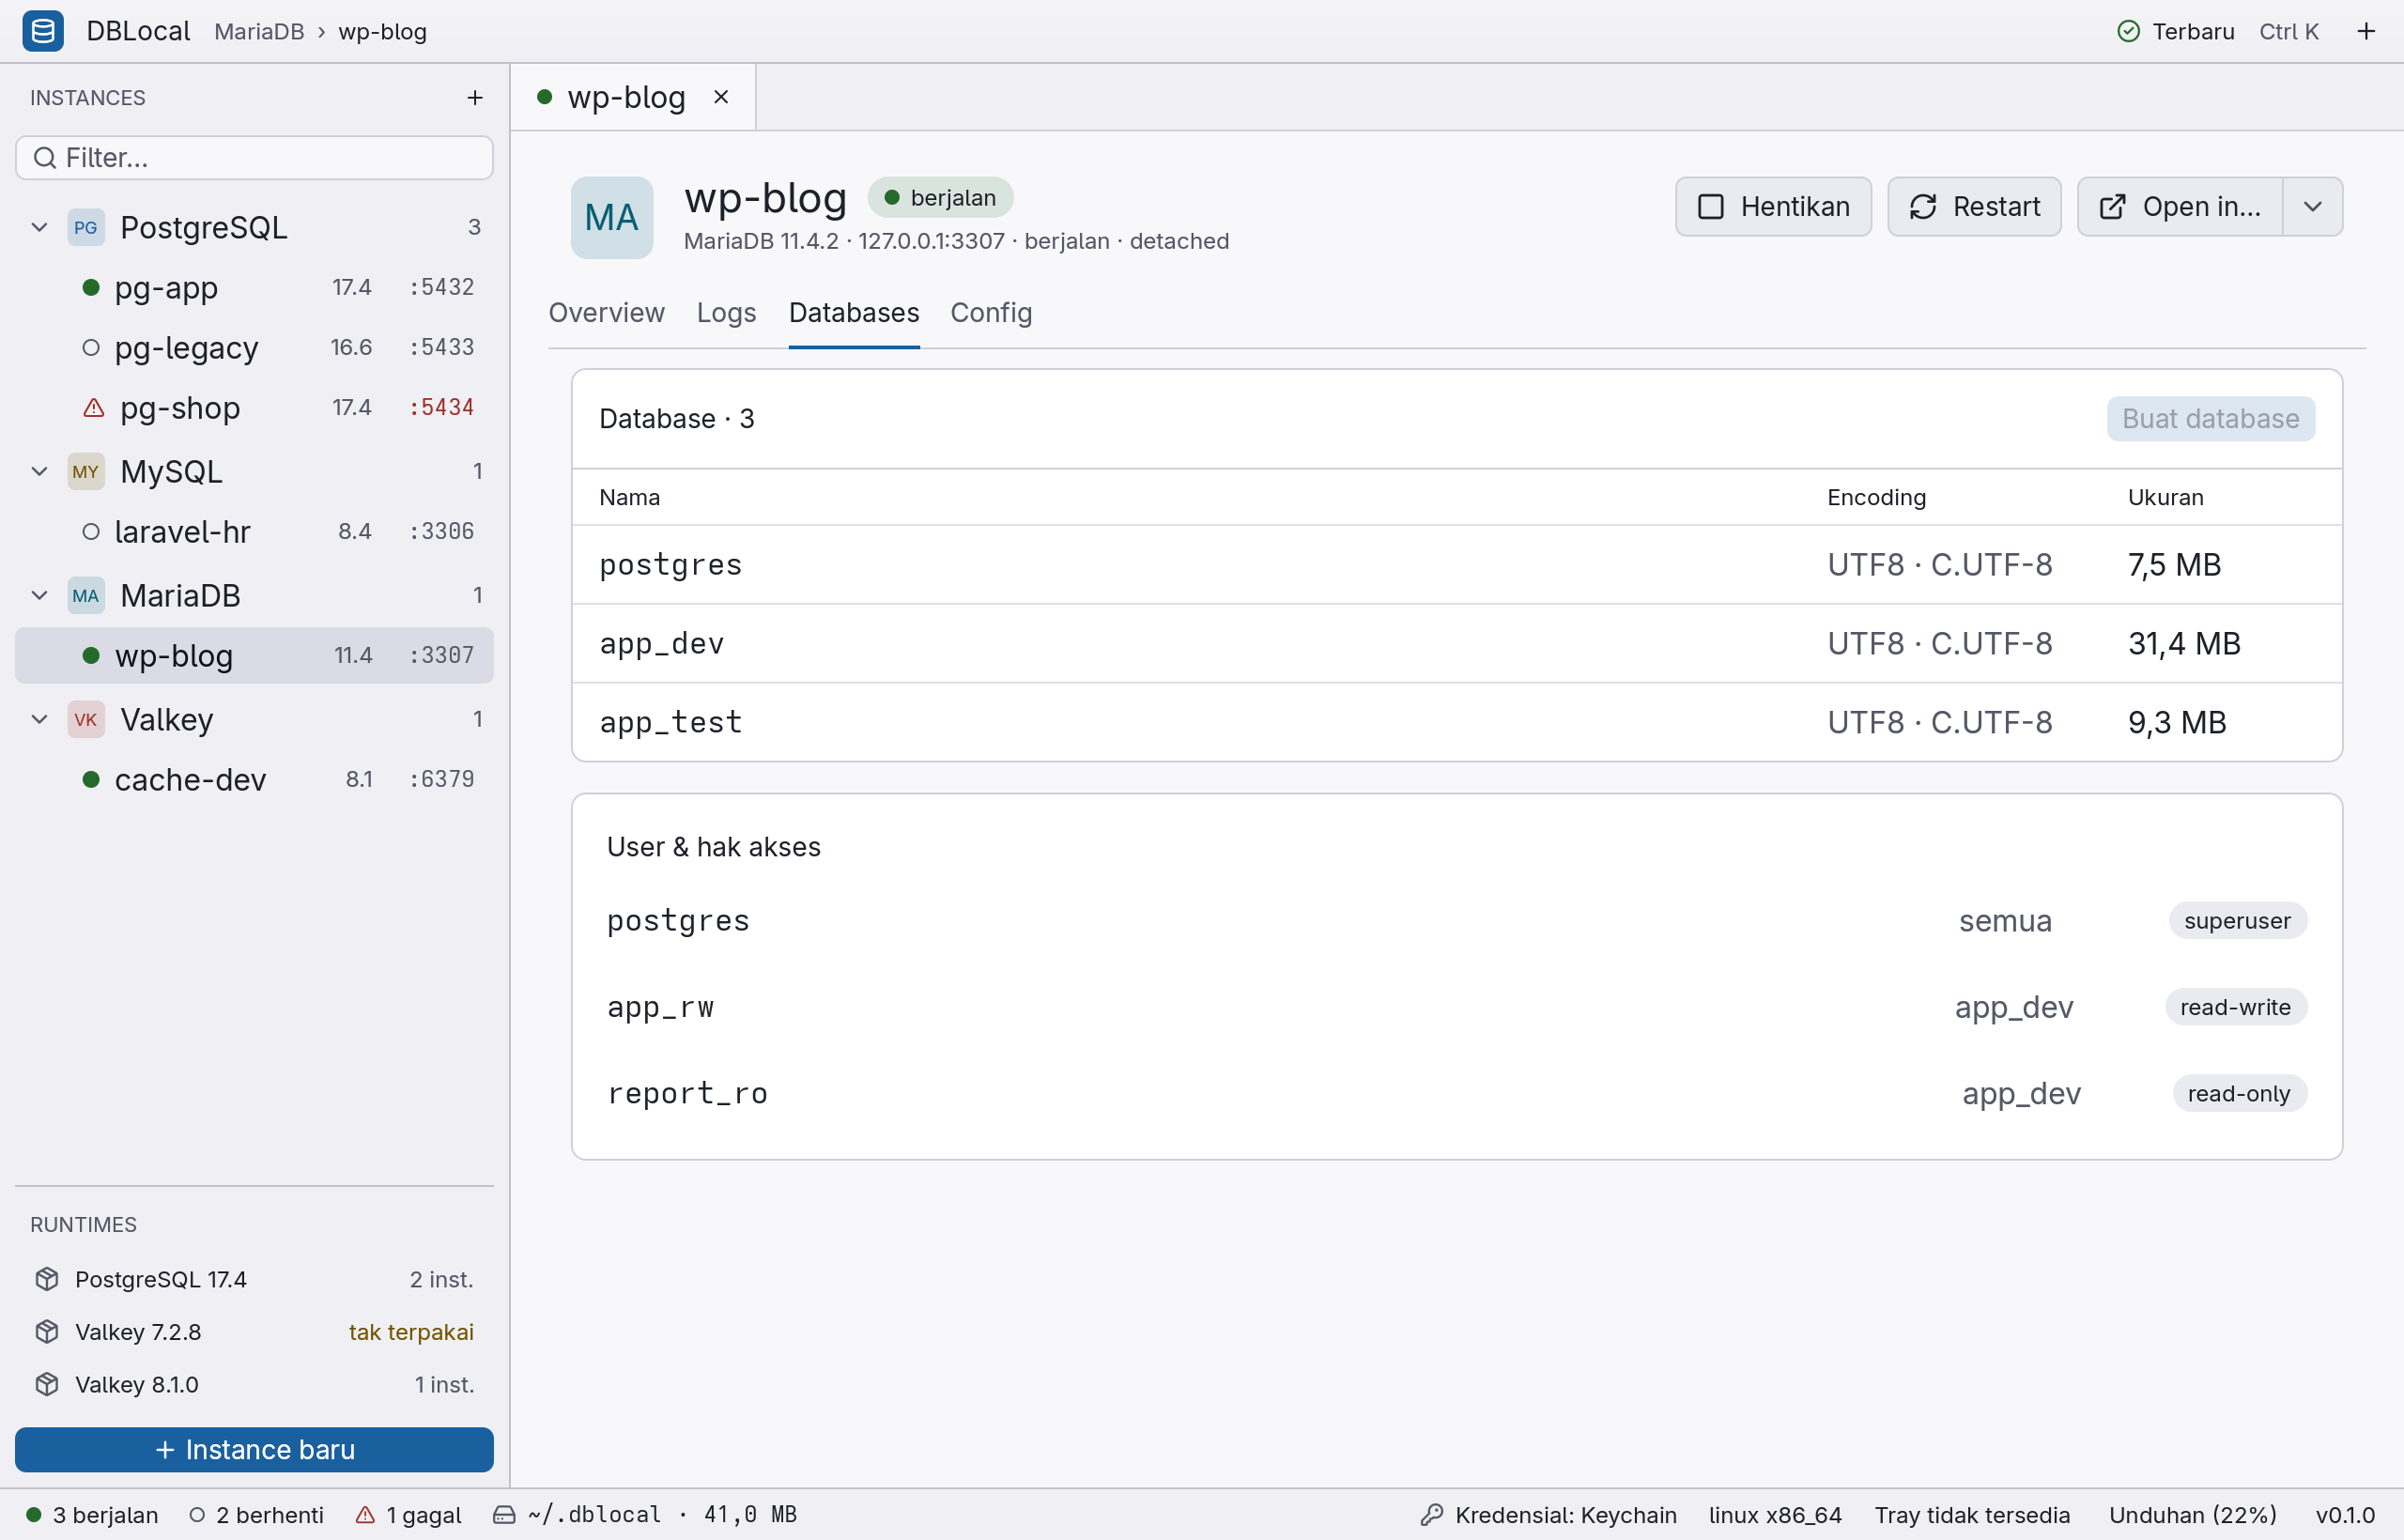 DBLocal MariaDB › wp-blog Terbaru Ctrl K +
INSTANCES +
Filter...
PG PostgreSQL 3
pg-app 17.4 :5432
pg-legacy 16.6 :5433
pg-shop 17.4 :5434
MY MySQL 1
laravel-hr 8.4 :3306
MA MariaDB 1
wp-blog 11.4 :3307
VK Valkey 1
cache-dev 8.1 :6379
RUNTIMES
PostgreSQL 17.4 2 inst.
Valkey 7.2.8 tak terpakai
Valkey 8.1.0 1 inst.
+ Instance baru
wp-blog ×
MA
wp-blog berjalan
MariaDB 11.4.2 · 127.0.0.1:3307 · berjalan · detached
Hentikan Restart Open in...
Overview Logs Databases Config
Database · 3 Buat database
Nama Encoding Ukuran
postgres UTF8 · C.UTF-8 7,5 MB
app_dev UTF8 · C.UTF-8 31,4 MB
app_test UTF8 · C.UTF-8 9,3 MB
User & hak akses
postgres semua superuser
app_rw app_dev read-write
report_ro app_dev read-only
3 berjalan 2 berhenti 1 gagal ~/.dblocal · 41,0 MB Kredensial: Keychain linux x86_64 Tray tidak tersedia Unduhan (22%) v0.1.0